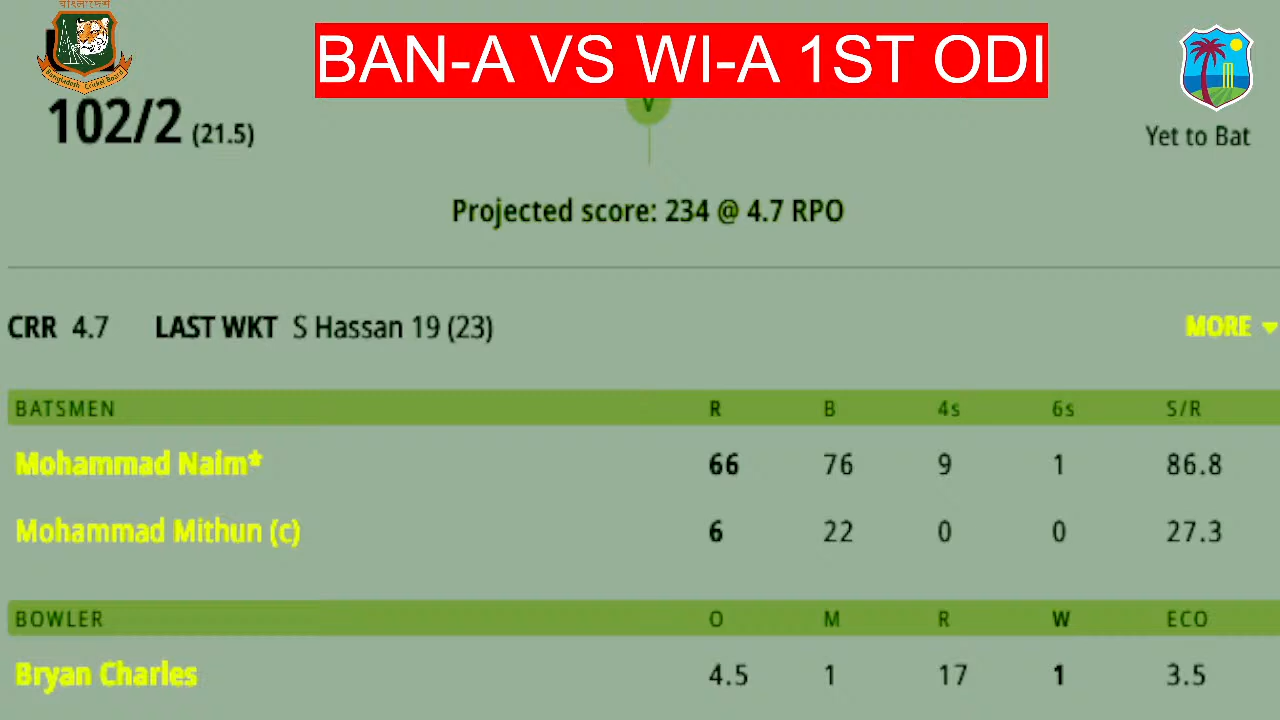 বাংলাদেশ
BAN-A VS WI-A 1ST ODI
Bangladesh Cricket Board
102/2 (21.5)
V
Yet to Bat
Projected score: 234 @ 4.7 RPO
CRR 4.7 LAST WKT S Hassan 19 (23) MORE
BATSMEN R B 4s 6s S/R
Mohammad Naim* 66 76 9 1 86.8
Mohammad Mithun (c) 6 22 0 0 27.3
BOWLER O M R W ECO
Bryan Charles 4.5 1 17 1 3.5